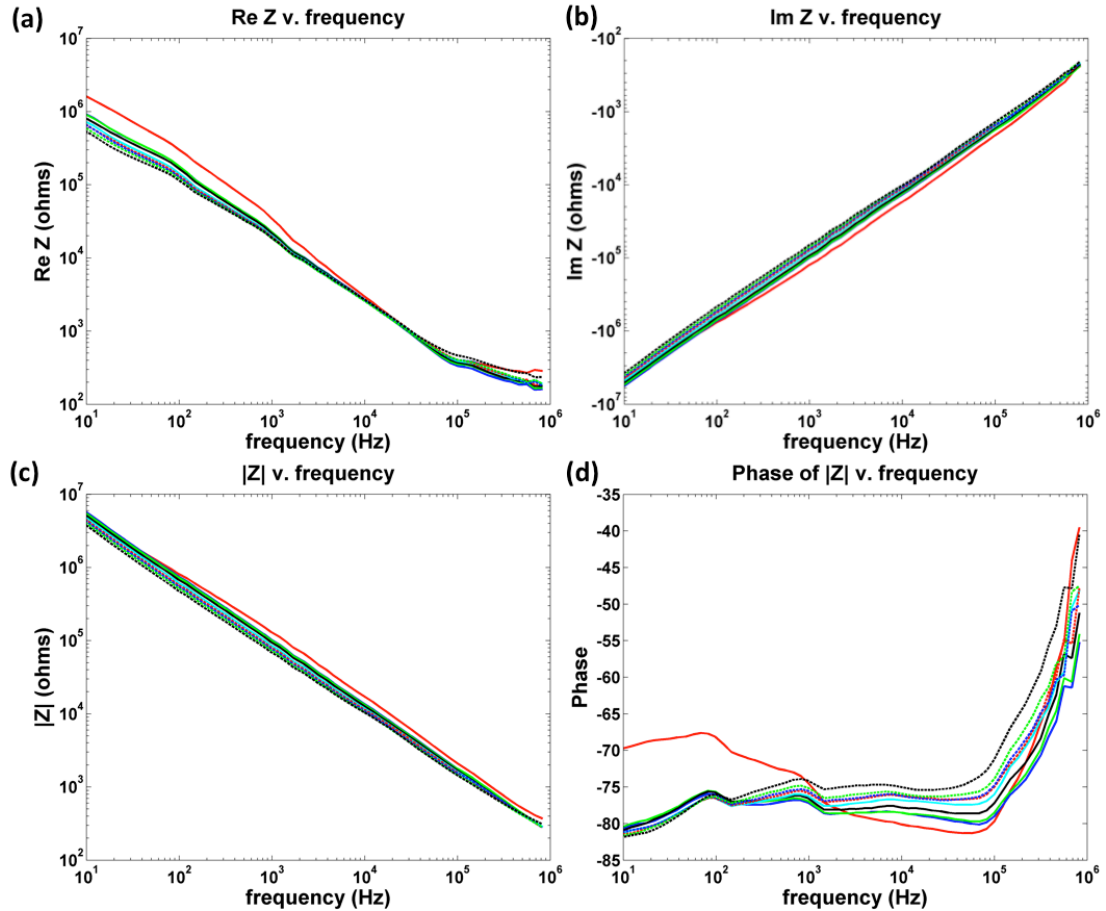 (a)
Re Z v. frequency
10^7
10^6
10^5
10^4
10^3
10^2
Re Z (ohms)
10^1 10^2 10^3 10^4 10^5 10^6
frequency (Hz)
(b)
Im Z v. frequency
-10^2
-10^3
-10^4
-10^5
-10^6
-10^7
Im Z (ohms)
10^1 10^2 10^3 10^4 10^5 10^6
frequency (Hz)
(c)
|Z| v. frequency
10^7
10^6
10^5
10^4
10^3
10^2
|Z| (ohms)
10^1 10^2 10^3 10^4 10^5 10^6
frequency (Hz)
(d)
Phase of |Z| v. frequency
-35
-40
-45
-50
-55
-60
-65
-70
-75
-80
-85
Phase
10^1 10^2 10^3 10^4 10^5 10^6
frequency (Hz)